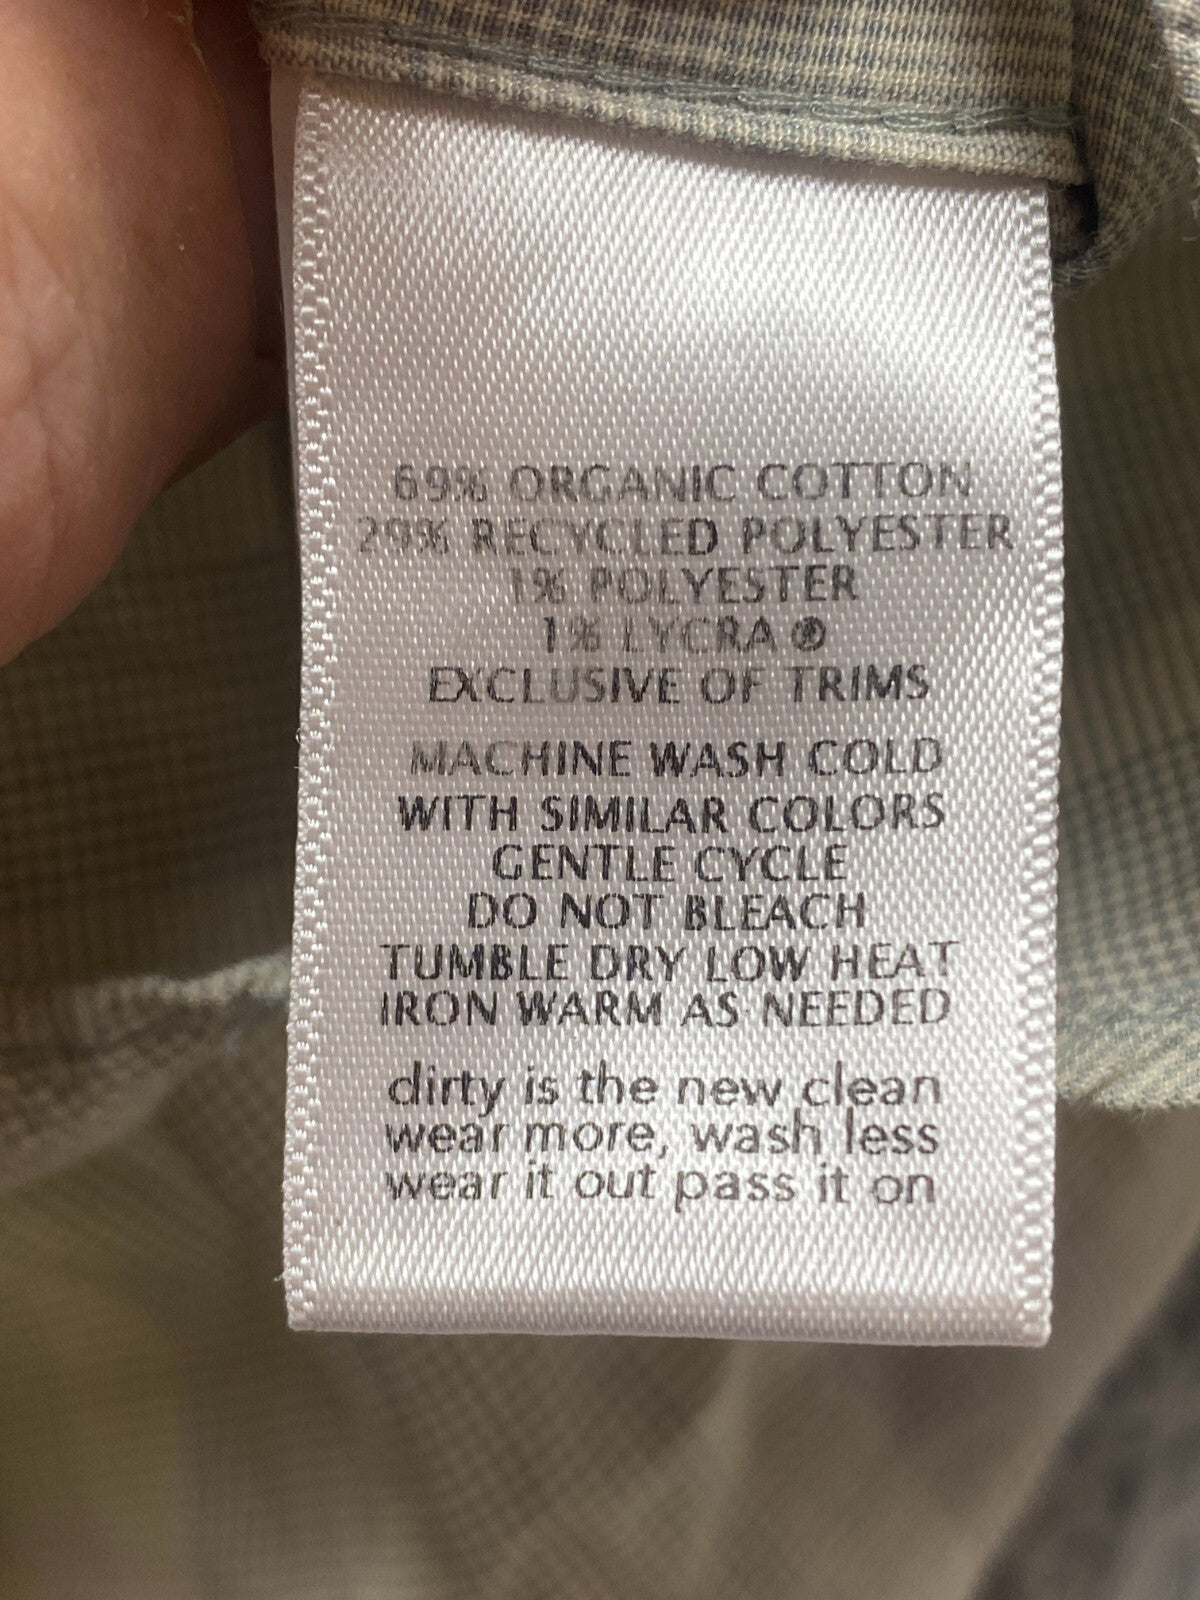 69% ORGANIC COTTON
29% RECYCLED POLYESTER
1% POLYESTER
1% LYCRA ®
EXCLUSIVE OF TRIMS
MACHINE WASH COLD
WITH SIMILAR COLORS
GENTLE CYCLE
DO NOT BLEACH
TUMBLE DRY LOW HEAT
IRON WARM AS NEEDED
dirty is the new clean
wear more, wash less
wear it out pass it on